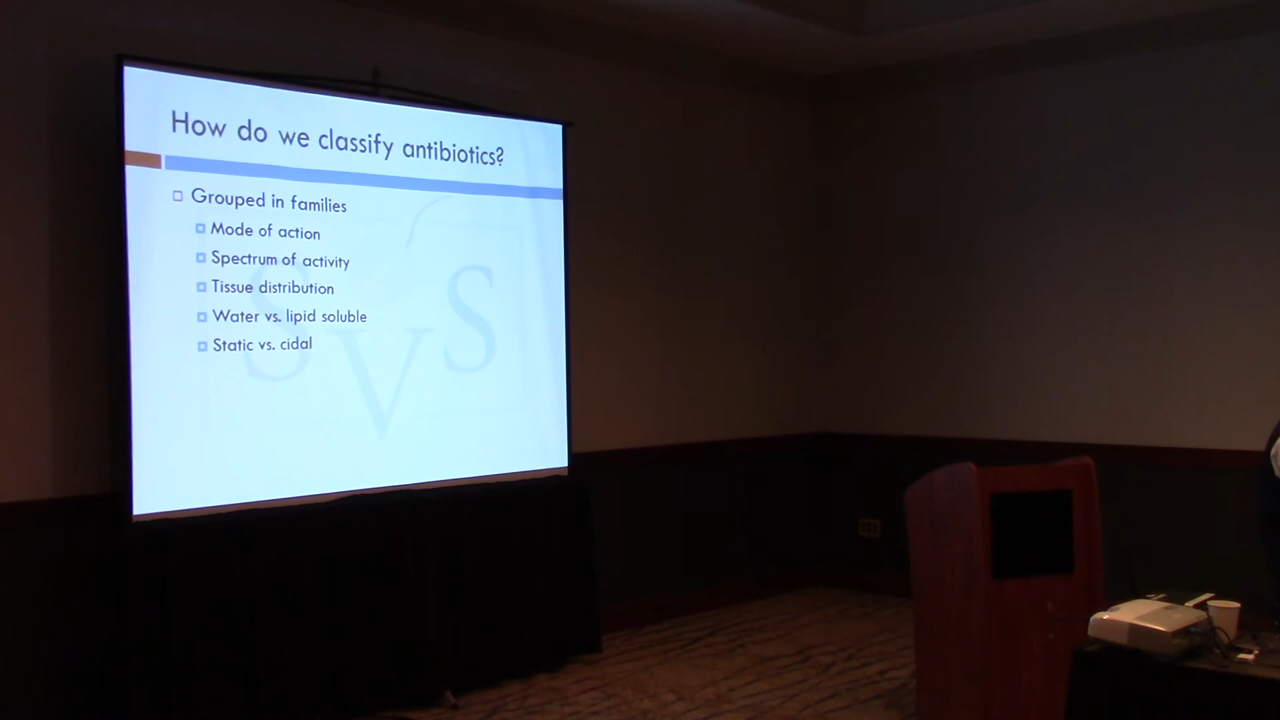 How do we classify antibiotics?
Grouped in families
Mode of action
Spectrum of activity
Tissue distribution
Water vs. lipid soluble
Static vs. cidal
SVS